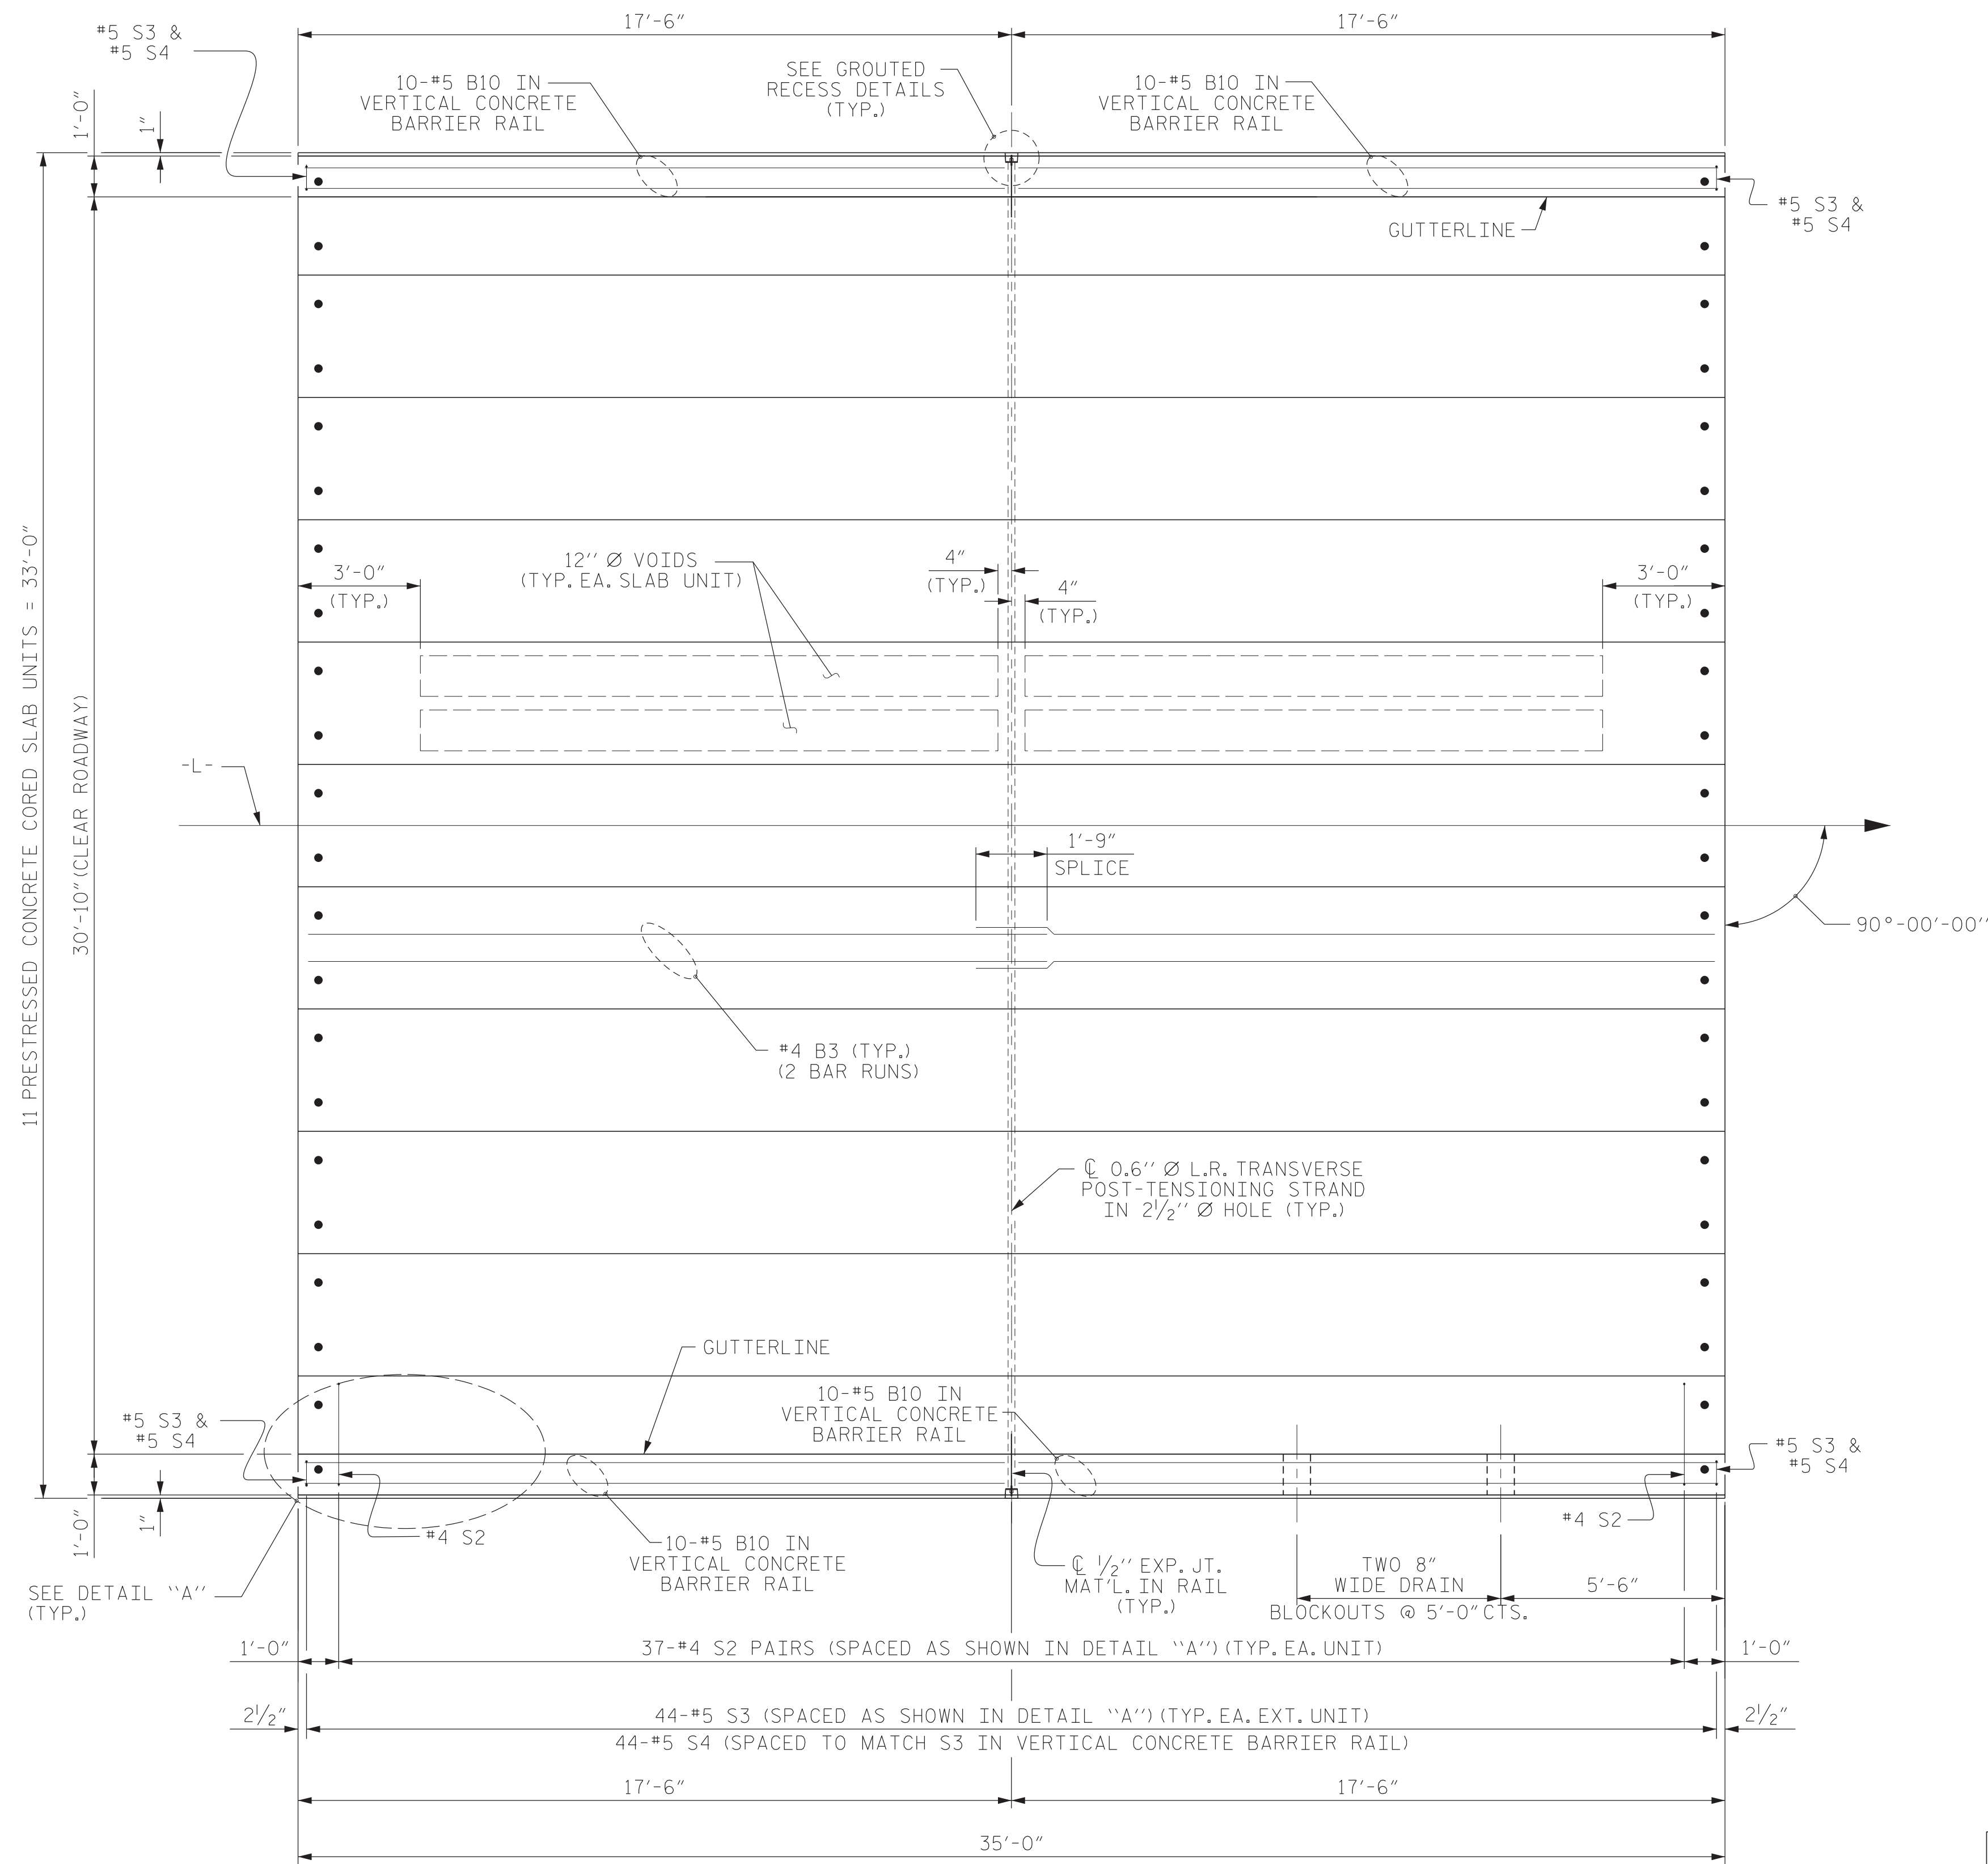 17'-6"
17'-6"
#5 S3 &
#5 S4
10-#5 B10 IN
VERTICAL CONCRETE
BARRIER RAIL
SEE GROUTED
RECESS DETAILS
(TYP.)
10-#5 B10 IN
VERTICAL CONCRETE
BARRIER RAIL
1'-0"
1"
#5 S3 &
#5 S4
GUTTERLINE
11 PRESTRESSED CONCRETE CORED SLAB UNITS = 33'-0"
30'-10" (CLEAR ROADWAY)
12'' Ø VOIDS
(TYP. EA. SLAB UNIT)
3'-0"
(TYP.)
4"
(TYP.)
4"
(TYP.)
3'-0"
(TYP.)
-L-
1'-9"
SPLICE
90°-00'-00''
#4 B3 (TYP.)
(2 BAR RUNS)
℄ 0.6'' Ø L.R. TRANSVERSE
POST-TENSIONING STRAND
IN 2½'' Ø HOLE (TYP.)
GUTTERLINE
10-#5 B10 IN
VERTICAL CONCRETE
BARRIER RAIL
#5 S3 &
#5 S4
#5 S3 &
#5 S4
1'-0"
1"
#4 S2
#4 S2
10-#5 B10 IN
VERTICAL CONCRETE
BARRIER RAIL
℄ ½'' EXP. JT.
MAT'L. IN RAIL
(TYP.)
TWO 8"
WIDE DRAIN
BLOCKOUTS @ 5'-0" CTS.
5'-6"
SEE DETAIL ``A''
(TYP.)
1'-0"
37-#4 S2 PAIRS (SPACED AS SHOWN IN DETAIL ``A'') (TYP. EA. UNIT)
1'-0"
2½"
44-#5 S3 (SPACED AS SHOWN IN DETAIL ``A'') (TYP. EA. EXT. UNIT)
44-#5 S4 (SPACED TO MATCH S3 IN VERTICAL CONCRETE BARRIER RAIL)
2½"
17'-6"
17'-6"
35'-0"